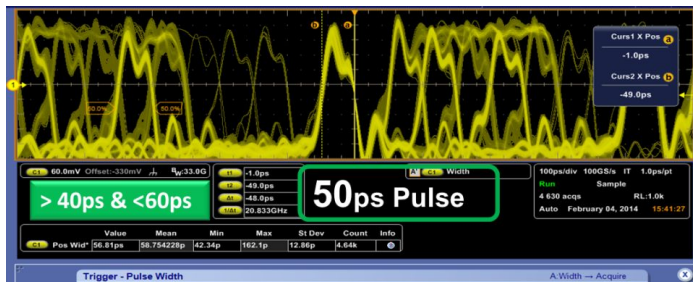 b
a
Curs1 X Pos a
-1.0ps
Curs2 X Pos b
-49.0ps
1
50.0%
50.0%
C1 60.0mV Offset:-330mV BW:33.0G
t1 -1.0ps
t2 -49.0ps
Δt -48.0ps
1/Δt 20.833GHz
A' C1 Width
100ps/div 100GS/s IT 1.0ps/pt
Run Sample
4 630 acqs RL:1.0k
Auto February 04, 2014 15:41:27
> 40ps & <60ps
50ps Pulse
Value Mean Min Max St Dev Count Info
C1 Pos Wid* 56.81ps 58.754228p 42.34p 162.1p 12.86p 4.64k
Trigger - Pulse Width
A:Width → Acquire
X